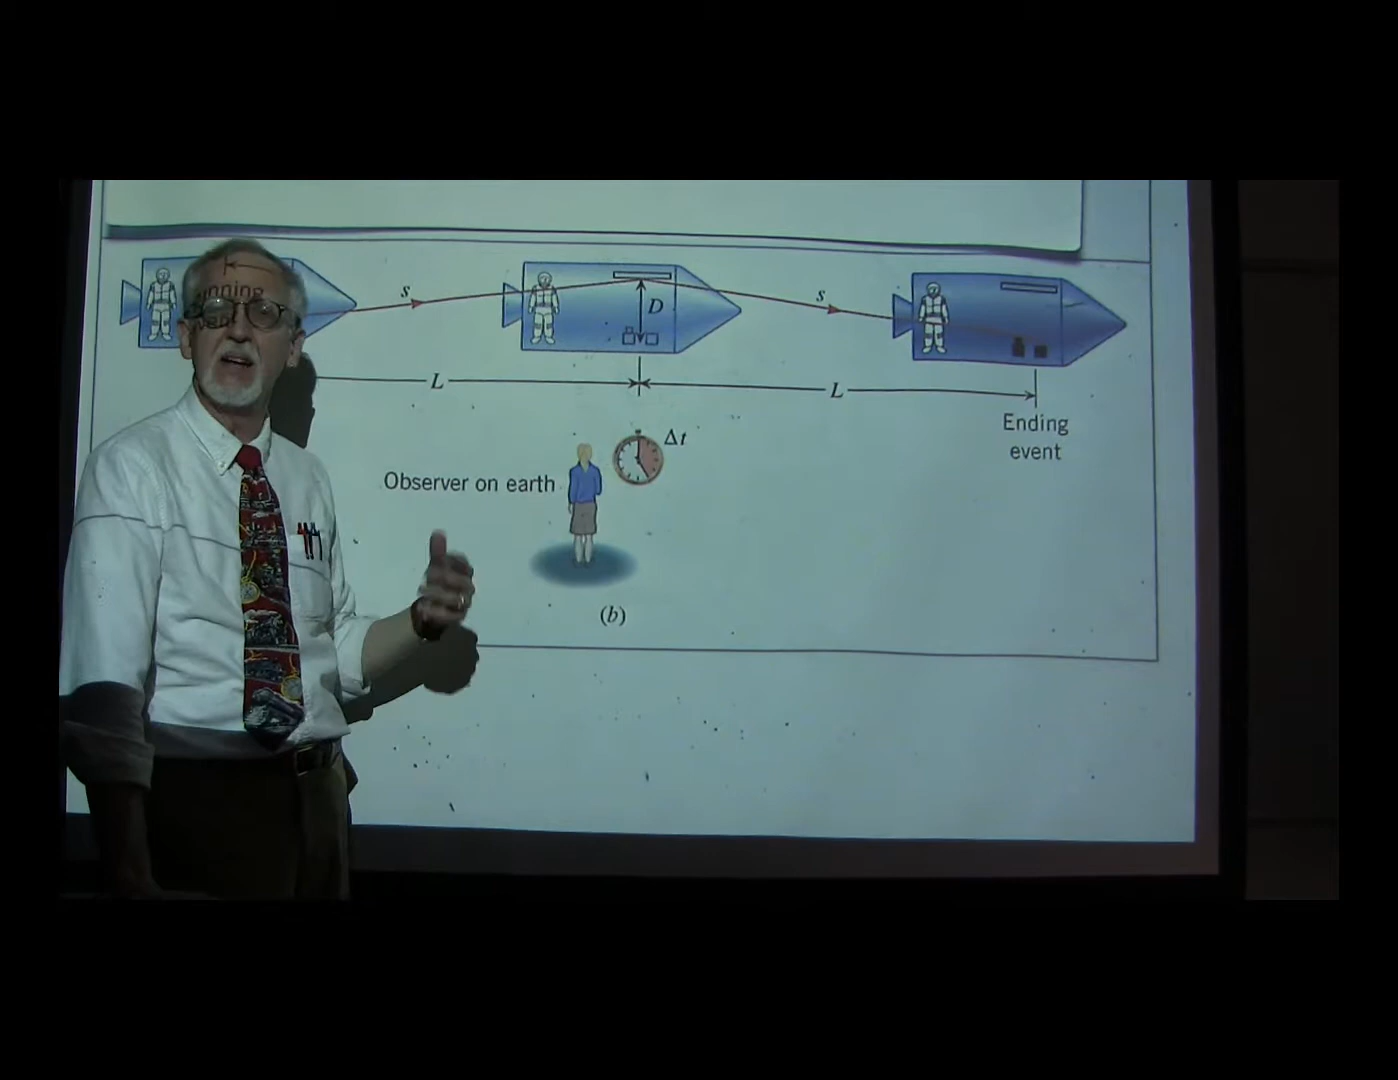 s
D
s
L
L
Ending
event
Δt
Observer on earth
(b)